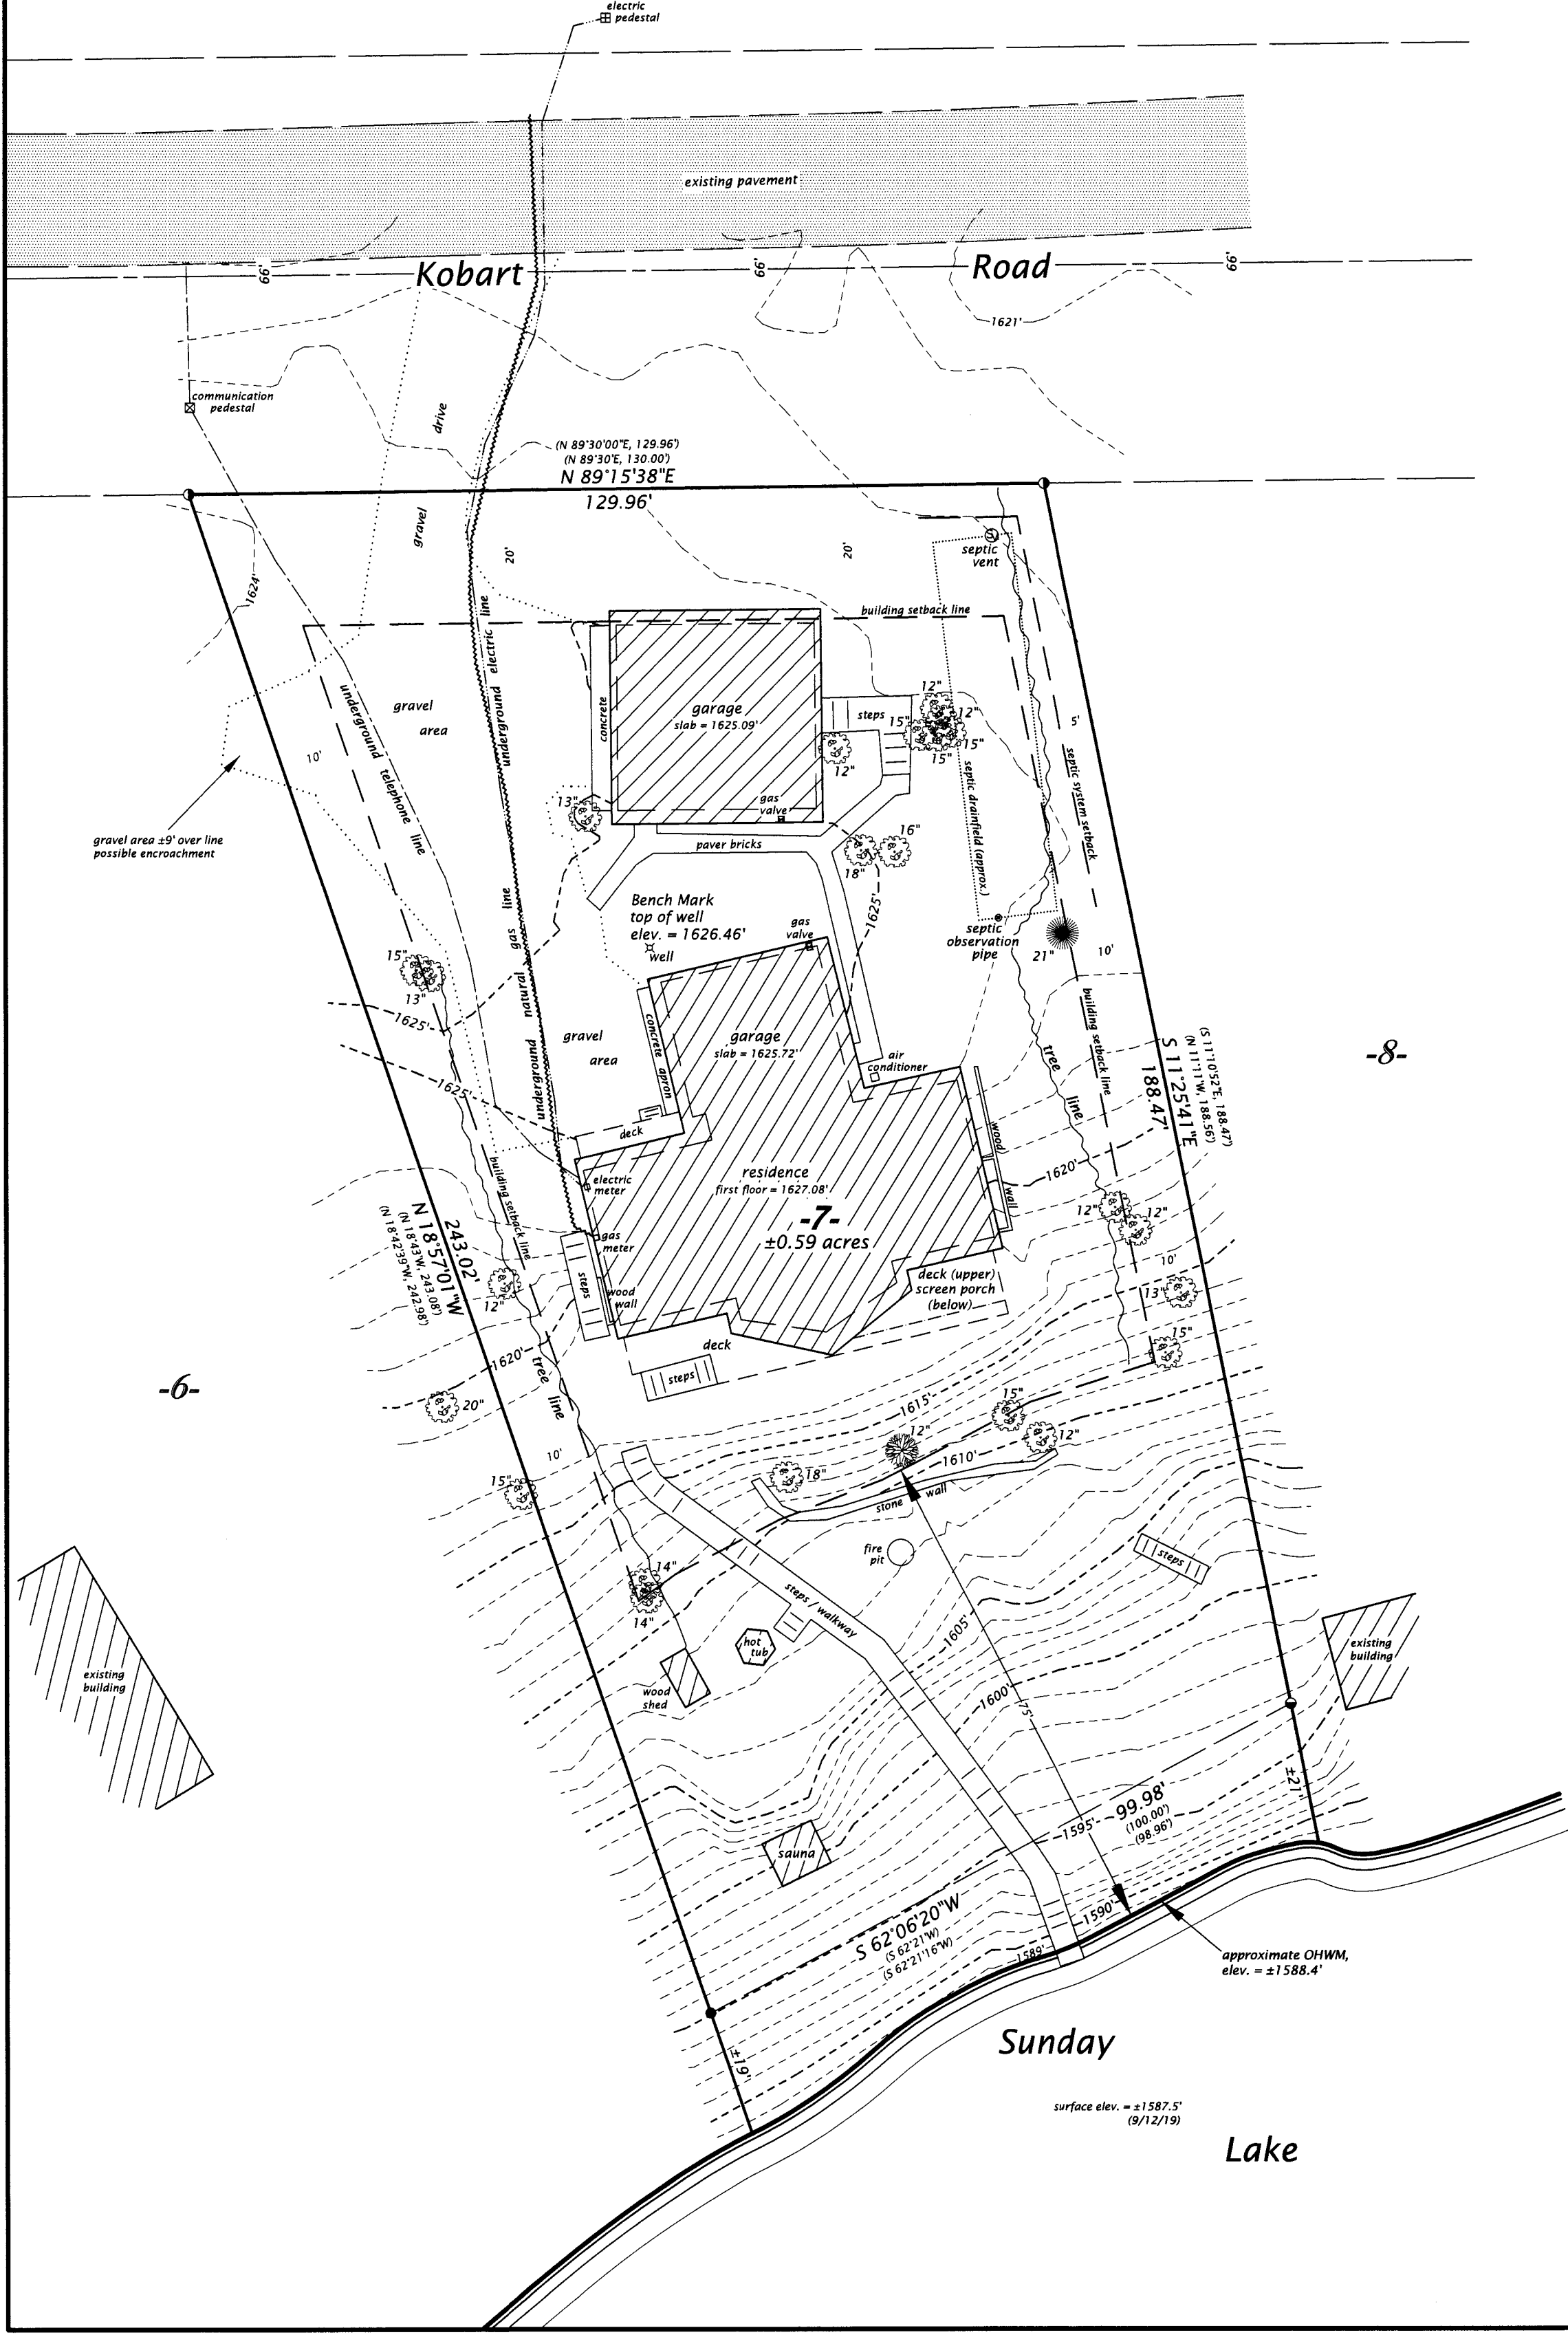 electric
pedestal
existing pavement
Kobart Road
66'
66'
66'
1621'
communication
pedestal
drive
gravel
(N 89°30'00"E, 129.96')
(N 89°30'E, 130.00')
N 89°15'38"E
129.96'
20'
20'
septic
vent
1624'
building setback line
underground electric line
underground telephone line
gravel
area
concrete
garage
slab = 1625.09'
steps
12"
12"
15"
15"
15"
12"
5'
septic system setback
10'
septic drainfield (approx.)
gas
valve
13"
gravel area ±9' over line
possible encroachment
paver bricks
16"
18"
1625'
Bench Mark
top of well
elev. = 1626.46'
well
gas
valve
septic
observation
pipe
21"
10'
underground natural gas line
15"
13"
1625'
building setback line
gravel
area
concrete apron
garage
slab = 1625.72'
air
conditioner
tree line
S 11°25'41"E
188.47'
(S 11°10'52"E, 188.47')
(N 11°11'W, 188.56')
-8-
1625'
deck
wood
wall
residence
first floor = 1627.08'
-7-
±0.59 acres
electric
meter
1620'
building setback line
gas
meter
12"
12"
243.02'
N 18°57'01"W
(N 18°43'W, 243.08')
(N 18°42'39"W, 242.98')
10'
12"
steps
wood
wall
deck (upper)
screen porch
(below)
13"
15"
1620'
deck
tree line
steps
-6-
20"
1615'
15"
12"
12"
10'
1610'
15"
18"
stone wall
fire
pit
steps
14"
14"
steps / walkway
1605'
hot
tub
existing
building
existing
building
wood
shed
1600'
75'
±21'
99.98'
(100.00')
(98.96')
1595'
sauna
S 62°06'20"W
(S 62°21'W)
(S 62°21'16"W)
1590'
1589'
approximate OHWM,
elev. = ±1588.4'
Sunday
±19'
surface elev. = ±1587.5'
(9/12/19)
Lake